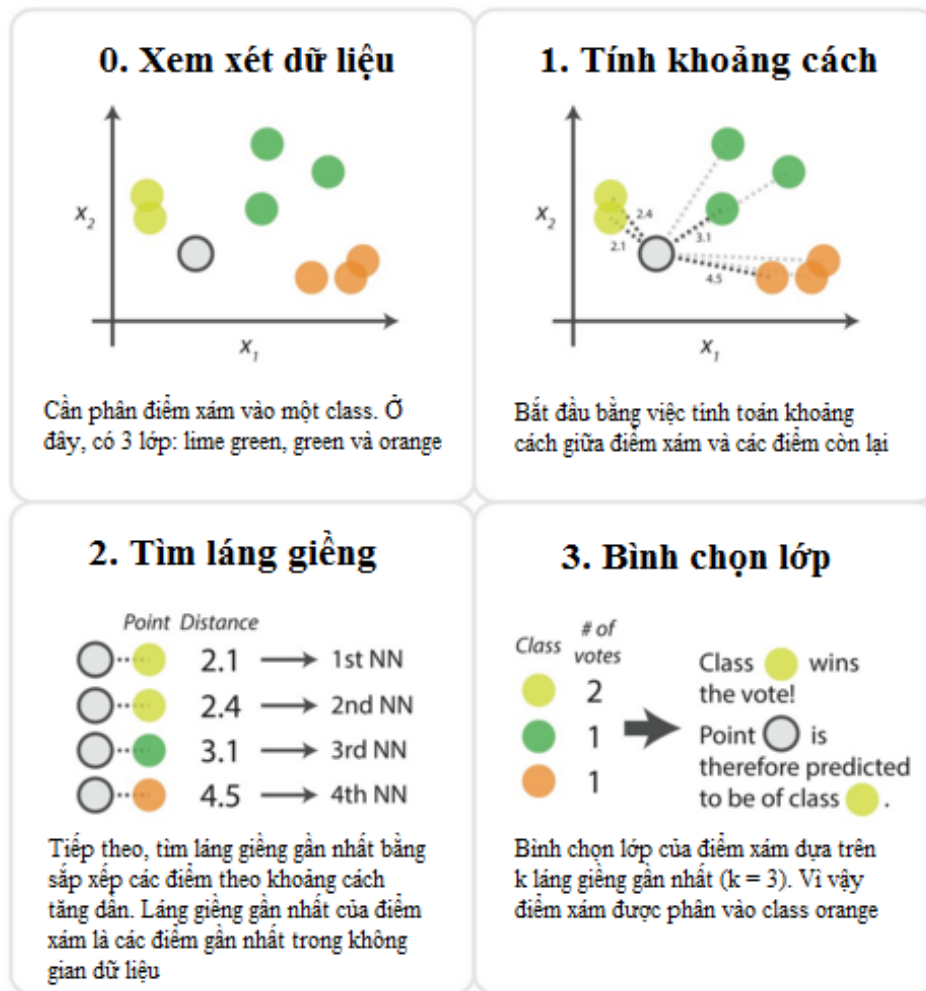 0. Xem xét dữ liệu
X2
X1
Cần phân điểm xám vào một class. Ở
đây, có 3 lớp: lime green, green và orange
1. Tính khoảng cách
X2
2.4
2.1
3.1
4.5
X1
Bắt đầu bằng việc tính toán khoảng
cách giữa điểm xám và các điểm còn lại
2. Tìm láng giềng
Point Distance
2.1 → 1st NN
2.4 → 2nd NN
3.1 → 3rd NN
4.5 → 4th NN
Tiếp theo, tìm láng giềng gần nhất bằng
sắp xếp các điểm theo khoảng cách
tăng dần. Láng giềng gần nhất của điểm
xám là các điểm gần nhất trong không
gian dữ liệu
3. Bình chọn lớp
Class # of votes
2
1
1
Class wins
the vote!
Point is
therefore predicted
to be of class .
Bình chọn lớp của điểm xám dựa trên
k láng giềng gần nhất (k = 3). Vì vậy
điểm xám được phân vào class orange